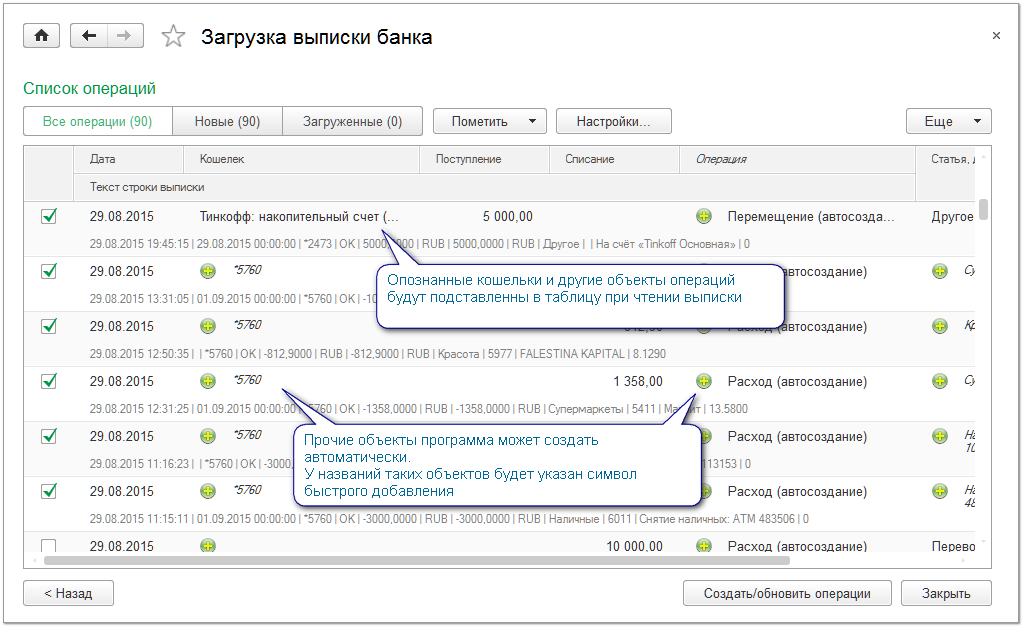 Загрузка выписки банка
Список операций
Все операции (90) Новые (90) Загруженные (0) Пометить Настройки... Еще
Дата Кошелек Поступление Списание Операция Статья, д
Текст строки выписки
29.08.2015 Тинкофф: накопительный счет (... 5 000,00 Перемещение (автосозда... Другое
29.08.2015 19:45:15 | 29.08.2015 00:00:00 | *2473 | OK | 5000,0000 | RUB | 5000,0000 | RUB | Другое | | На счёт «Tinkoff Основная» | 0
29.08.2015 *5760 автосоздание) Су
29.08.2015 13:31:05 | 01.09.2015 00:00:00 | *5760 | OK | -10
Опознанные кошельки и другие объекты операций
будут подставленны в таблицу при чтении выписки
29.08.2015 *5760 Расход (автосоздание) Кр
29.08.2015 12:50:35 | | *5760 | OK | -812,9000 | RUB | -812,9000 | RUB | Красота | 5977 | FALESTINA KAPITAL | 8.1290
29.08.2015 *5760 1 358,00 Расход (автосоздание) Су
29.08.2015 12:31:25 | 01.09.2015 00:00:00 | *5760 | OK | -1358,0000 | RUB | -1358,0000 | RUB | Супермаркеты | 5411 | Магнит | 13.5800
29.08.2015 *5760 Расход (автосоздание) На
10
29.08.2015 11:16:23 | | *5760 | OK | -3000, 113153 | 0
Прочие объекты программа может создать
автоматически.
У названий таких объектов будет указан символ
быстрого добавления
29.08.2015 *5760 Расход (автосоздание) На
48
29.08.2015 11:15:11 | 01.09.2015 00:00:00 | *5760 | OK | -3000,0000 | RUB | -3000,0000 | RUB | Наличные | 6011 | Снятие наличных: ATM 483506 | 0
29.08.2015 10 000,00 Расход (автосоздание) Перево
< Назад Создать/обновить операции Закрыть